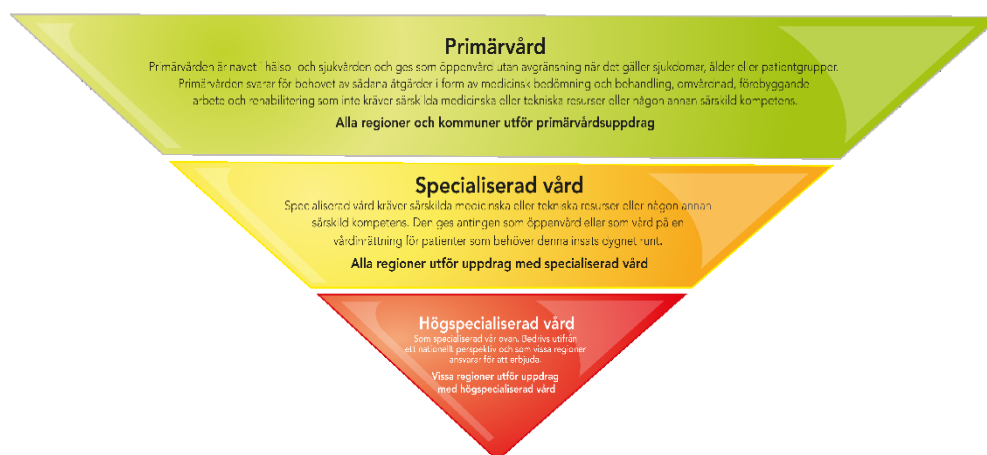 Primärvård
Primärvården är navet i hälso- och sjukvården och ges som öppenvård utan avgränsning när det gäller sjukdomar, ålder eller patientgrupper.
Primärvården svarar för behovet av sådana åtgärder i form av medicinsk bedömning och behandling, omvårdnad, förebyggande
arbete och rehabilitering som inte kräver särskilda medicinska eller tekniska resurser eller någon annan särskild kompetens.
Alla regioner och kommuner utför primärvårdsuppdrag
Specialiserad vård
Specialiserad vård kräver särskilda medicinska eller tekniska resurser eller någon annan
särskild kompetens. Den ges antingen som öppenvård eller som vård på en
vårdinrättning för patienter som behöver denna insats dygnet runt.
Alla regioner utför uppdrag med specialiserad vård
Högspecialiserad vård
Som specialiserad vår ovan. Bedrivs utifrån
ett nationellt perspektiv och som vissa regioner
ansvarar för att erbjuda.
Vissa regioner utför uppdrag
med högspecialiserad vård